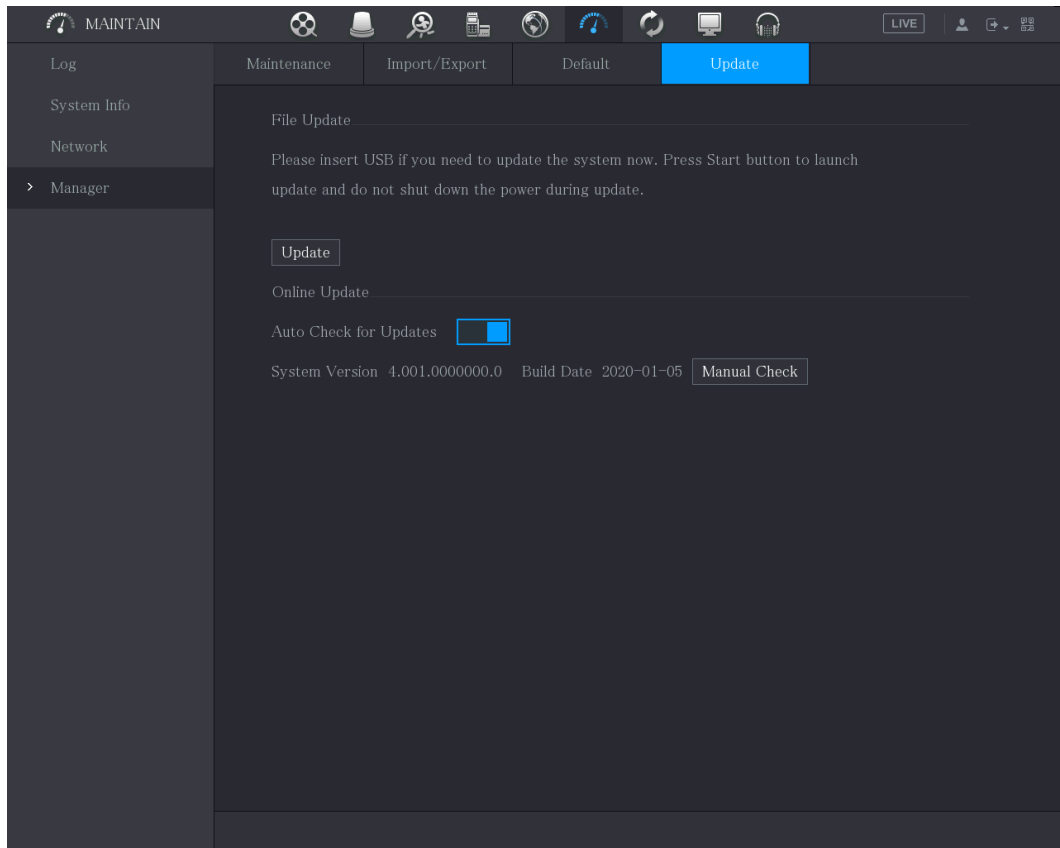 MAINTAIN
LIVE
Log
System Info
Network
Manager
Maintenance
Import/Export
Default
Update
File Update
Please insert USB if you need to update the system now. Press Start button to launch
update and do not shut down the power during update.
Update
Online Update
Auto Check for Updates
System Version 4.001.0000000.0 Build Date 2020-01-05 Manual Check